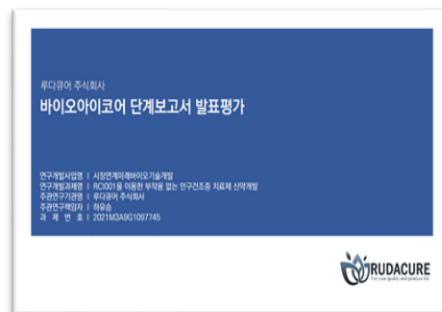 루다큐어 주식회사
바이오아이코어 단계보고서 발표평가
연구개발사업명 | 시장연계미래바이오기술개발
연구개발과제명 | RCI001을 이용한 부작용 없는 안구건조증 치료제 신약개발
주관연구기관명 | 루다큐어 주식회사
주관연구책임자 | 하유승
과 제 번 호 | 2021M3A9G1097745
RUDACURE
For your quality and precious life